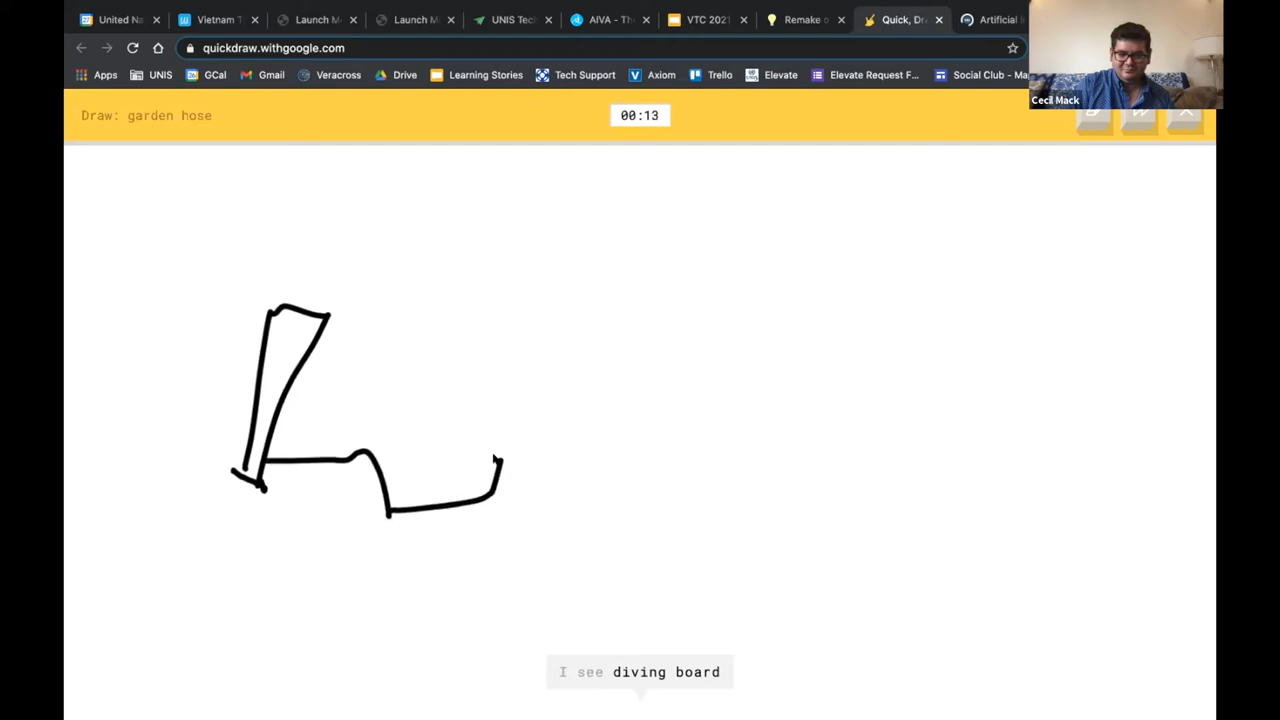 United Na
Vietnam T
Launch M
Launch M
UNIS Tech
AIVA - Th
VTC 2021
Remake o
Quick, Dr
Artificial I
quickdraw.withgoogle.com
Apps
UNIS
GCal
Gmail
Veracross
Drive
Learning Stories
Tech Support
Axiom
Trello
Elevate
Elevate Request F...
Social Club - Ma
Cecil Mack
Draw: garden hose
00:13
I see diving board